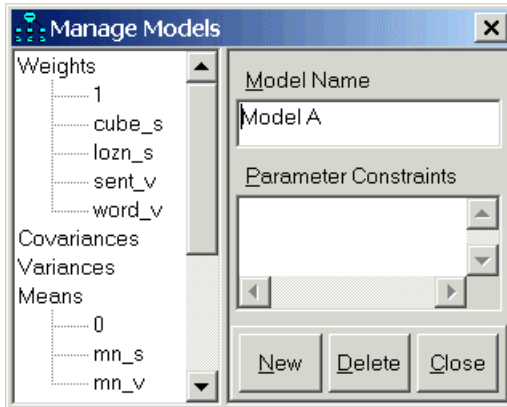 Manage Models
Weights
1
cube_s
lozn_s
sent_v
word_v
Covariances
Variances
Means
0
mn_s
mn_v
Model Name
Model A
Parameter Constraints
New
Delete
Close